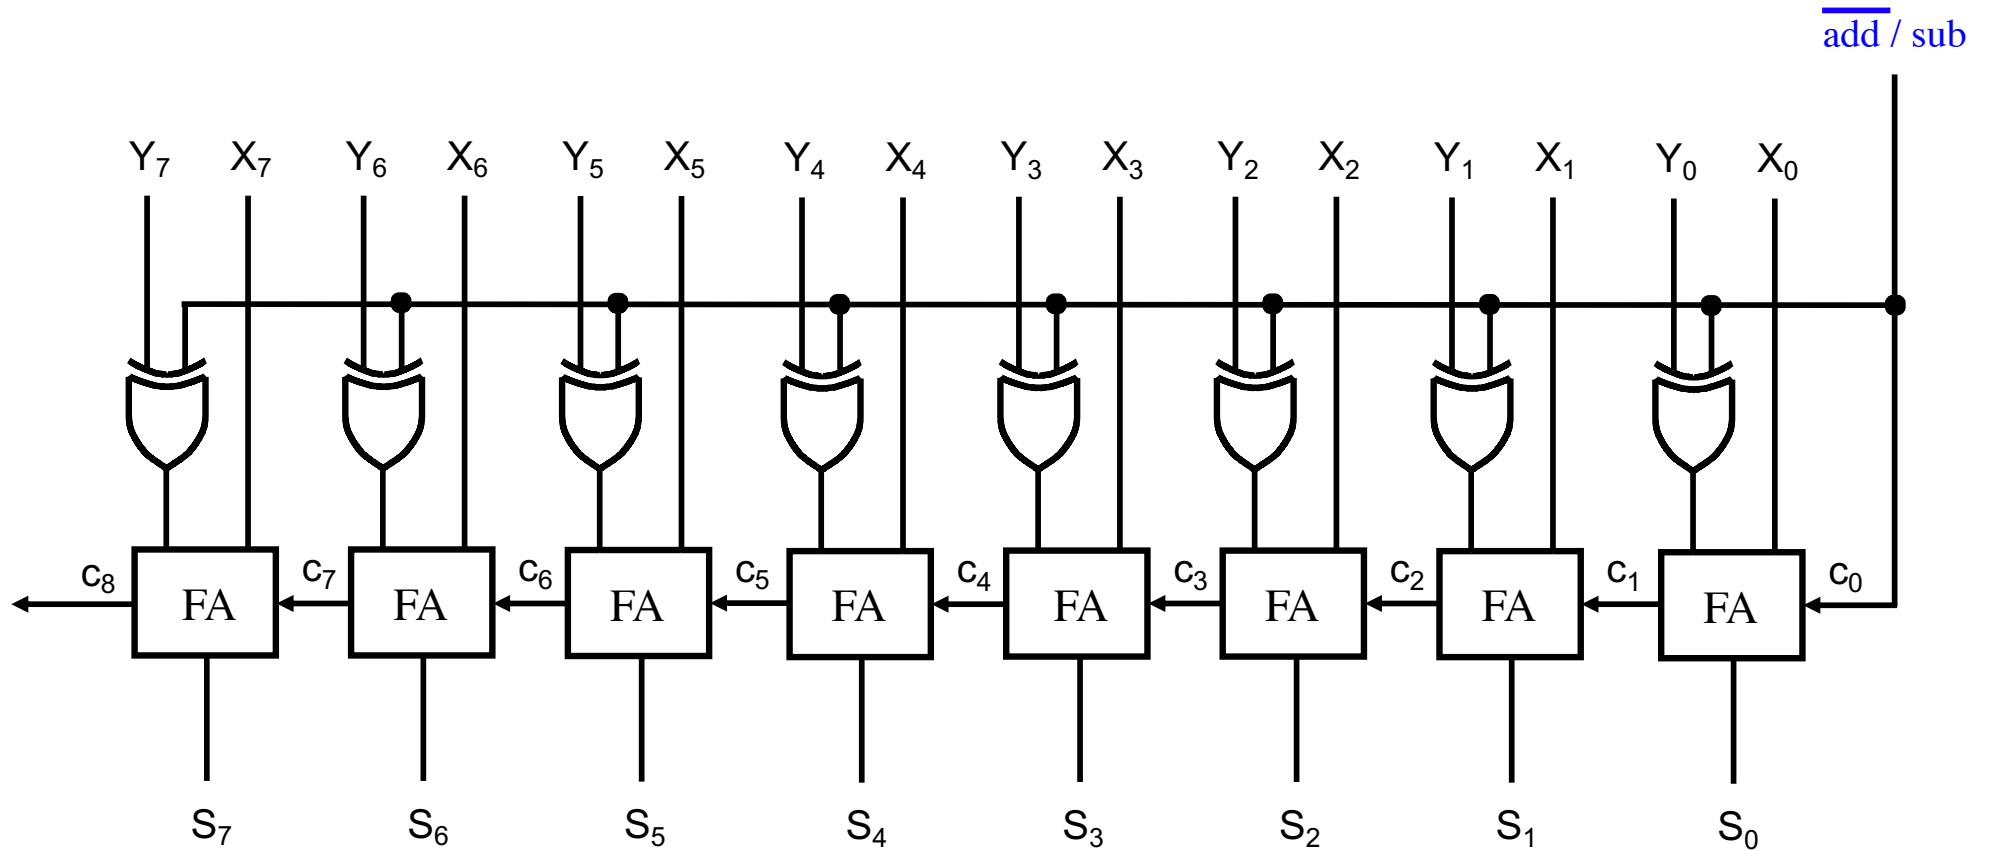 a̅d̅d̅ / sub
Y₇ X₇ Y₆ X₆ Y₅ X₅ Y₄ X₄ Y₃ X₃ Y₂ X₂ Y₁ X₁ Y₀ X₀
c₈ FA c₇ FA c₆ FA c₅ FA c₄ FA c₃ FA c₂ FA c₁ FA c₀
S₇ S₆ S₅ S₄ S₃ S₂ S₁ S₀